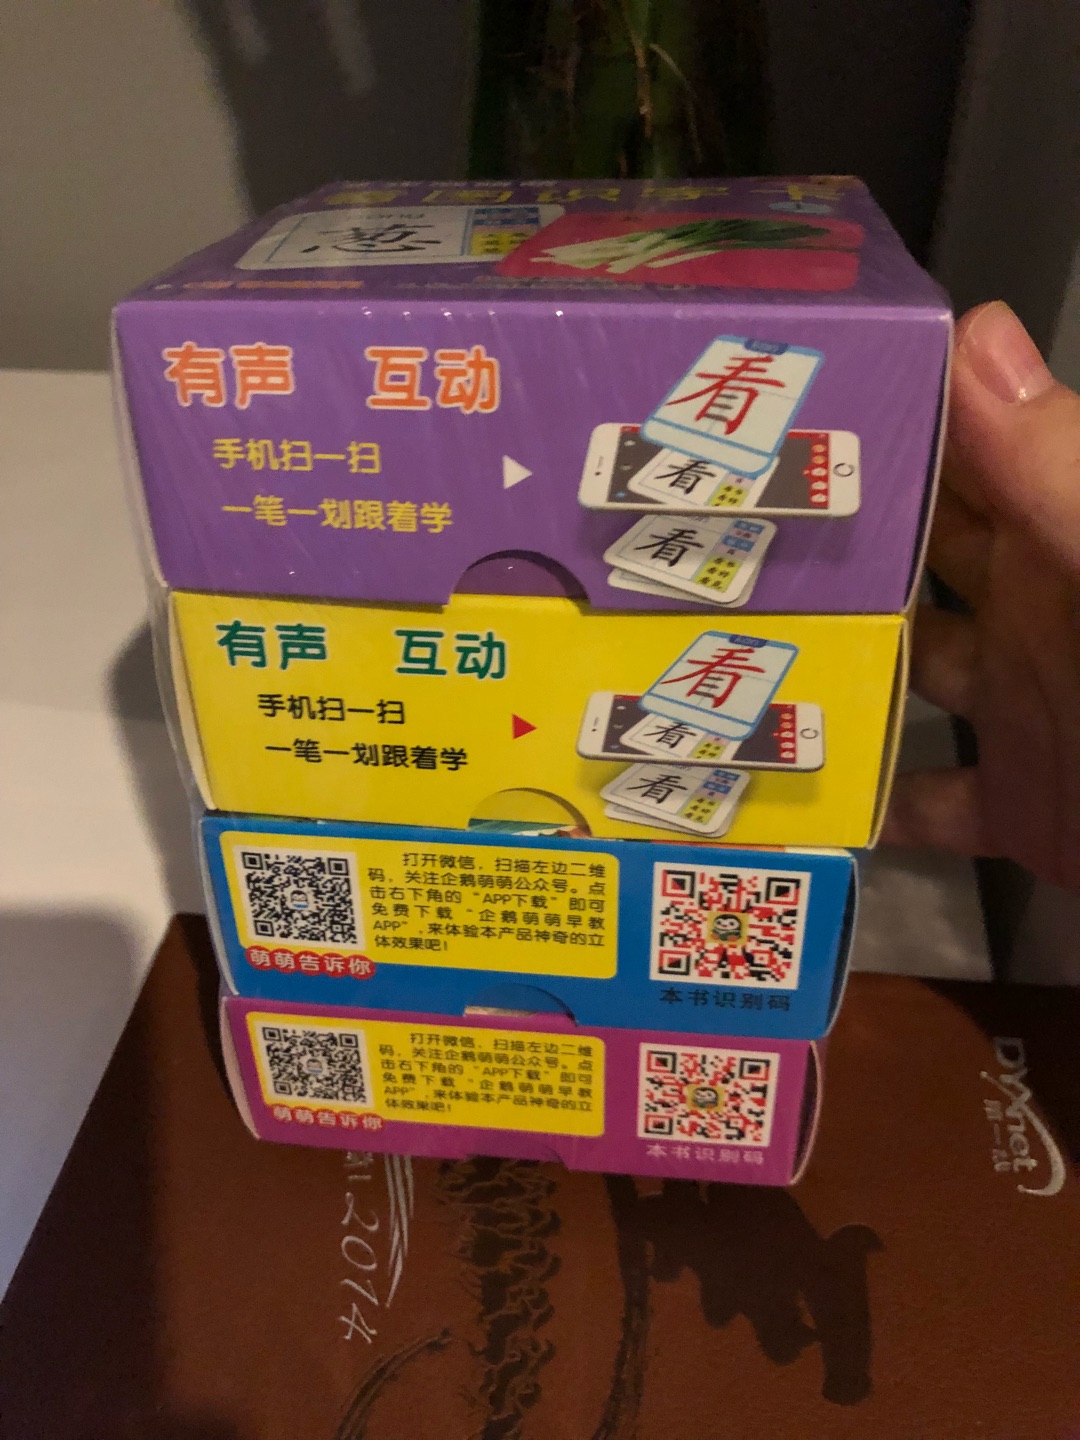 葱
有声 互动
手机扫一扫
一笔一划跟着学
kàn
看
看
看
有声 互动
手机扫一扫
一笔一划跟着学
kàn
看
看
看
打开微信，扫描左边二维
码，关注企鹅萌萌公众号。点
击右下角的“APP下载”即可
免费下载“企鹅萌萌早教
APP”,来体验本产品神奇的立
体效果吧！
萌萌告诉你
本书识别码
打开微信，扫描左边二维
码，关注企鹅萌萌公众号。点
击右下角的“APP下载”即可
免费下载“企鹅萌萌早教
APP”,来体验本产品神奇的立
体效果吧！
萌萌告诉你
本书识别码
2014